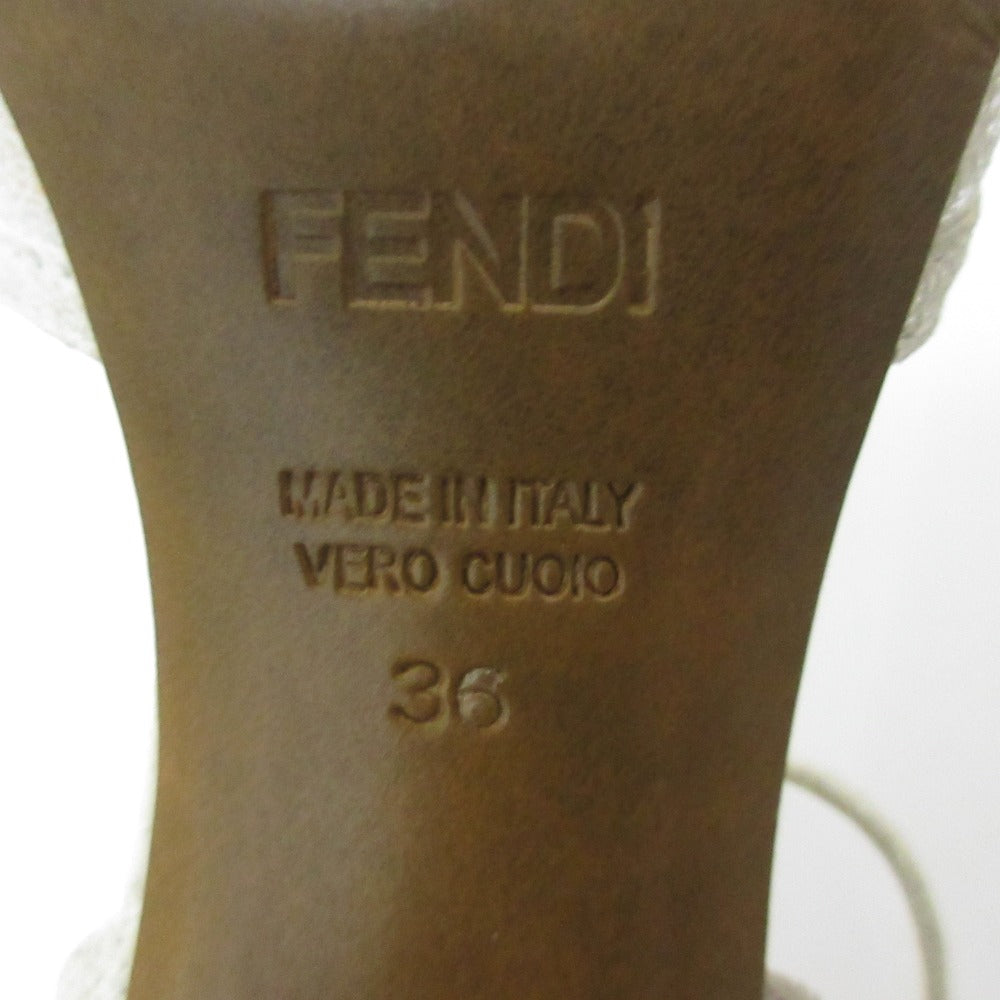 FENDI
MADE IN ITALY
VERO CUOIO
36